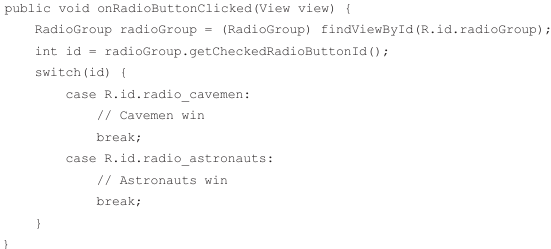 public void onRadioButtonClicked(View view) {
    RadioGroup radioGroup = (RadioGroup) findViewById(R.id.radioGroup);
    int id = radioGroup.getCheckedRadioButtonId();
    switch(id) {
        case R.id.radio_cavemen:
            // Cavemen win
            break;
        case R.id.radio_astronauts:
            // Astronauts win
            break;
    }
}